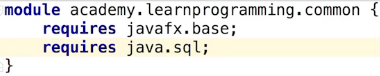 module academy.learnprogramming.common {
    requires javafx.base;
    requires java.sql;
}